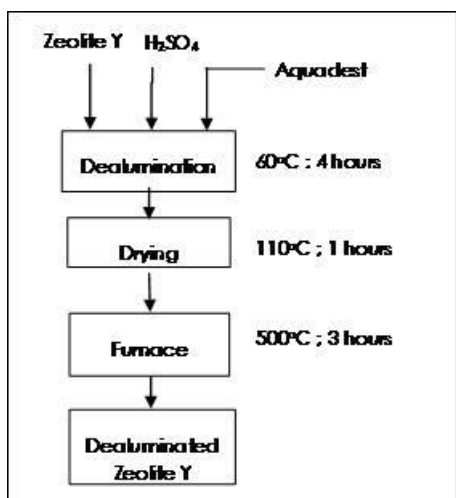 Zeolite Y H₂SO₄
Aquadest
Dealumination 60°C ; 4 hours
Drying 110°C ; 1 hours
Furnace 500°C ; 3 hours
Dealuminated
Zeolite Y